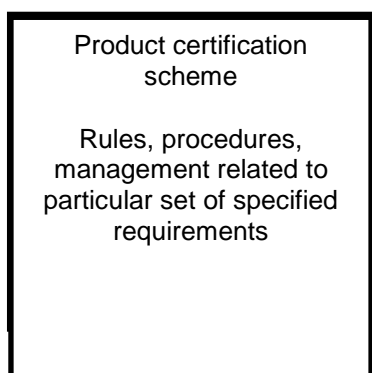 Product certification
scheme
Rules, procedures,
management related to
particular set of specified
requirements